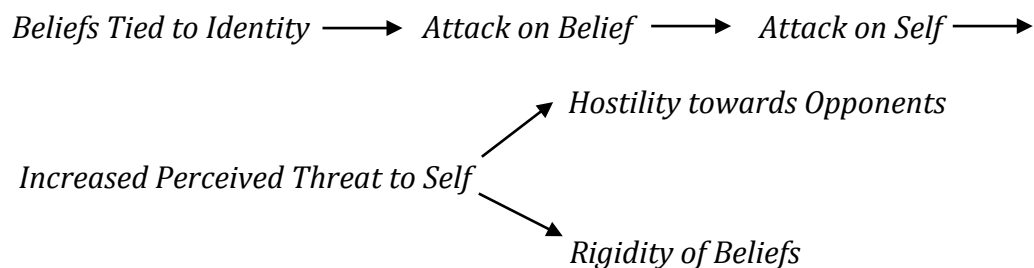 Beliefs Tied to Identity Attack on Belief Attack on Self
Hostility towards Opponents
Increased Perceived Threat to Self
Rigidity of Beliefs